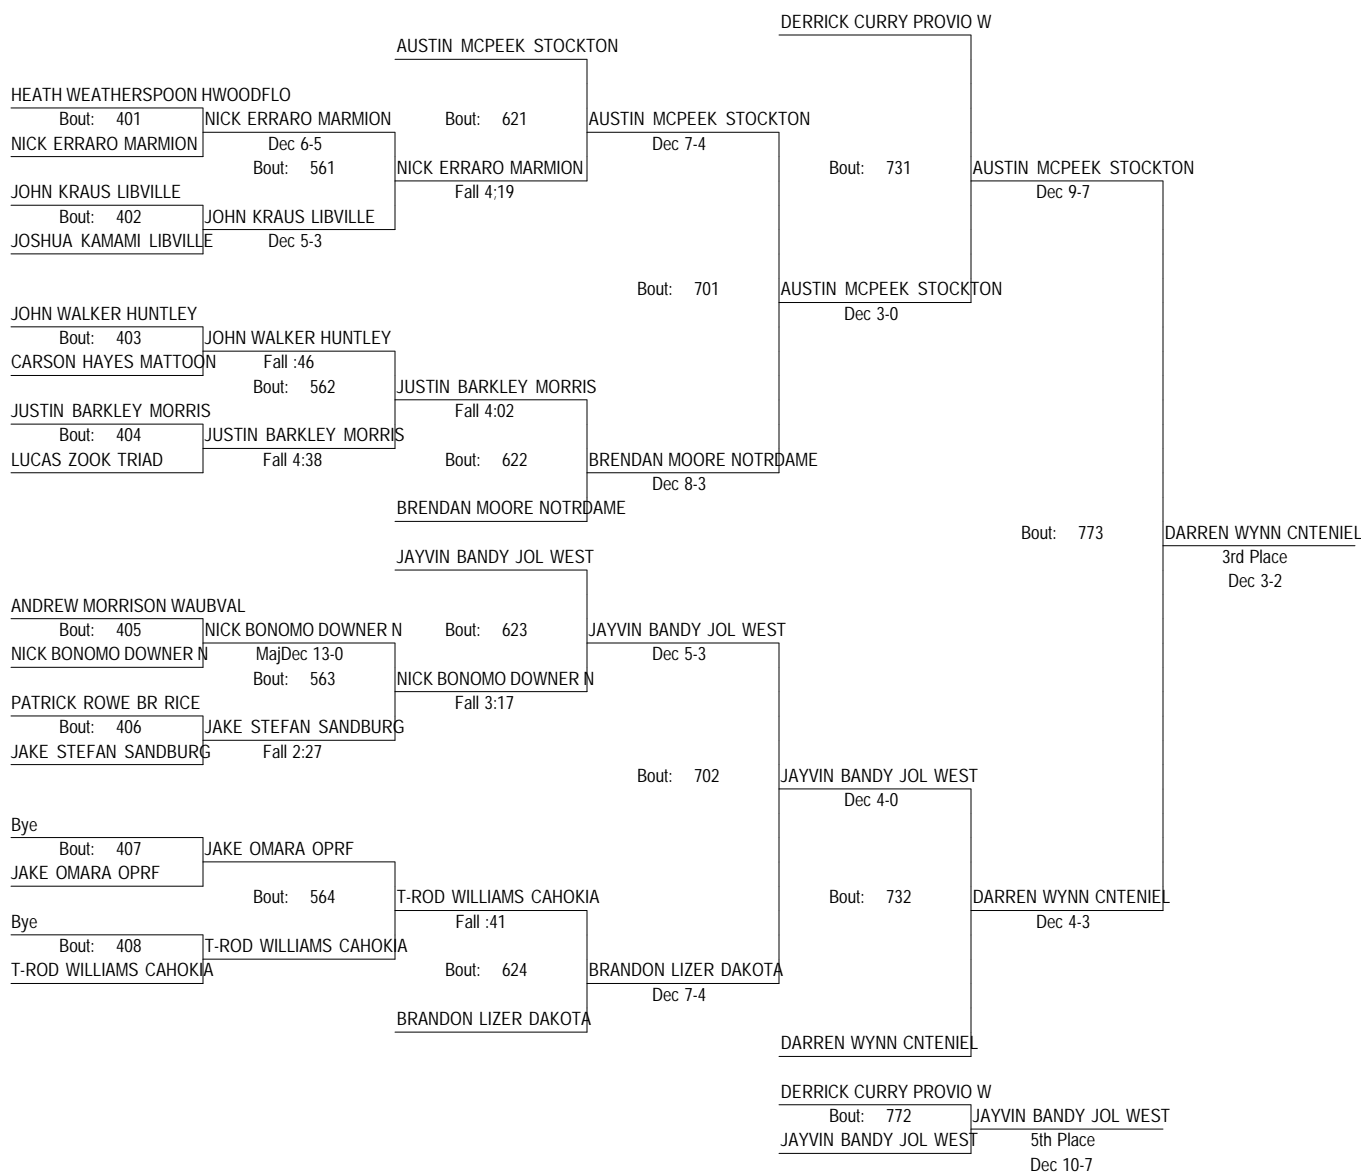 DERRICK CURRY PROVIO W
AUSTIN MCPEEK STOCKTON
HEATH WEATHERSPOON HWOODFLO
Bout: 401
NICK ERRARO MARMION
Bout: 621
AUSTIN MCPEEK STOCKTON
NICK ERRARO MARMION
Dec 6-5
Dec 7-4
Bout: 561
NICK ERRARO MARMION
Bout: 731
AUSTIN MCPEEK STOCKTON
JOHN KRAUS LIBVILLE
Fall 4;19
Dec 9-7
Bout: 402
JOHN KRAUS LIBVILLE
JOSHUA KAMAMI LIBVILLE
Dec 5-3
Bout: 701
AUSTIN MCPEEK STOCKTON
JOHN WALKER HUNTLEY
Dec 3-0
Bout: 403
JOHN WALKER HUNTLEY
CARSON HAYES MATTOON
Fall :46
Bout: 562
JUSTIN BARKLEY MORRIS
JUSTIN BARKLEY MORRIS
Fall 4:02
Bout: 404
JUSTIN BARKLEY MORRIS
LUCAS ZOOK TRIAD
Fall 4:38
Bout: 622
BRENDAN MOORE NOTRDAME
Dec 8-3
BRENDAN MOORE NOTRDAME
Bout: 773
DARREN WYNN CNTENIEL
JAYVIN BANDY JOL WEST
3rd Place
Dec 3-2
ANDREW MORRISON WAUBVAL
Bout: 405
NICK BONOMO DOWNER N
Bout: 623
JAYVIN BANDY JOL WEST
NICK BONOMO DOWNER N
MajDec 13-0
Dec 5-3
Bout: 563
NICK BONOMO DOWNER N
PATRICK ROWE BR RICE
Fall 3:17
Bout: 406
JAKE STEFAN SANDBURG
JAKE STEFAN SANDBURG
Fall 2:27
Bout: 702
JAYVIN BANDY JOL WEST
Dec 4-0
Bye
Bout: 407
JAKE OMARA OPRF
JAKE OMARA OPRF
Bout: 564
T-ROD WILLIAMS CAHOKIA
Bout: 732
DARREN WYNN CNTENIEL
Bye
Fall :41
Dec 4-3
Bout: 408
T-ROD WILLIAMS CAHOKIA
T-ROD WILLIAMS CAHOKIA
Bout: 624
BRANDON LIZER DAKOTA
Dec 7-4
BRANDON LIZER DAKOTA
DARREN WYNN CNTENIEL
DERRICK CURRY PROVIO W
Bout: 772
JAYVIN BANDY JOL WEST
JAYVIN BANDY JOL WEST
5th Place
Dec 10-7